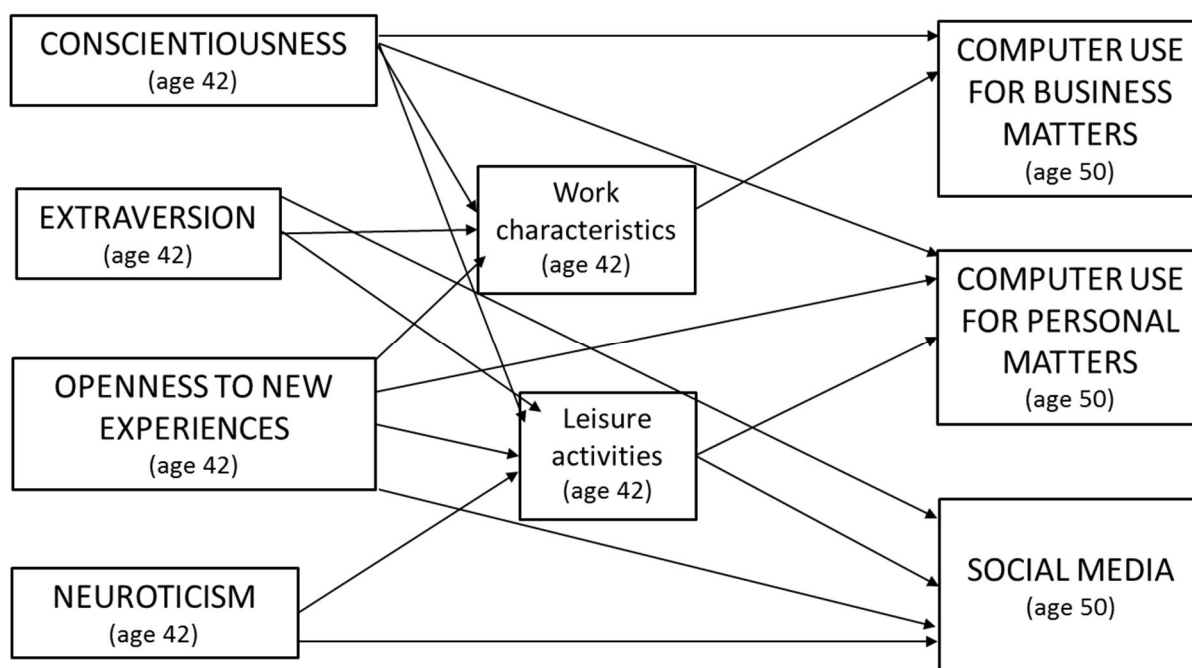 CONSCIENTIOUSNESS
(age 42)
EXTRAVERSION
(age 42)
OPENNESS TO NEW
EXPERIENCES
(age 42)
NEUROTICISM
(age 42)
Work
characteristics
(age 42)
Leisure
activities
(age 42)
COMPUTER USE
FOR BUSINESS
MATTERS
(age 50)
COMPUTER USE
FOR PERSONAL
MATTERS
(age 50)
SOCIAL MEDIA
(age 50)